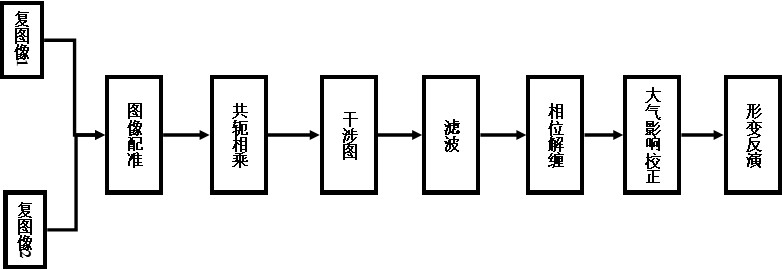 复图像1
复图像2
图像配准
共轭相乘
干涉图
滤波
相位解缠
大气影响校正
形变反演